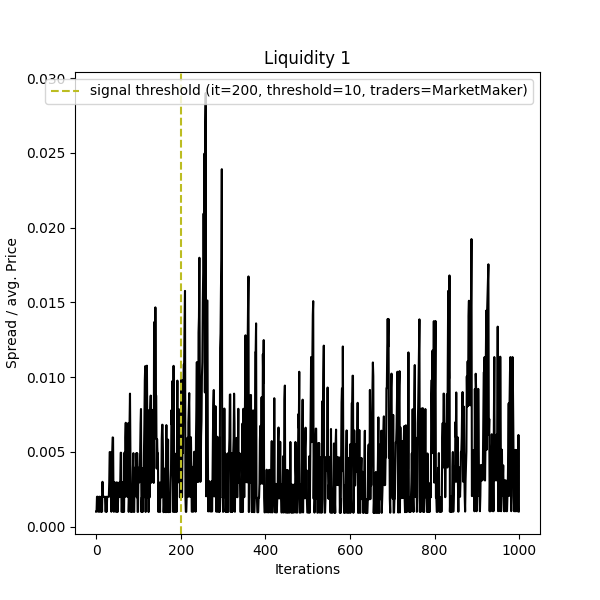 Liquidity 1
signal threshold (it=200, threshold=10, traders=MarketMaker)
0.030
0.025
0.020
0.015
0.010
0.005
0.000
Spread / avg. Price
0 200 400 600 800 1000
Iterations